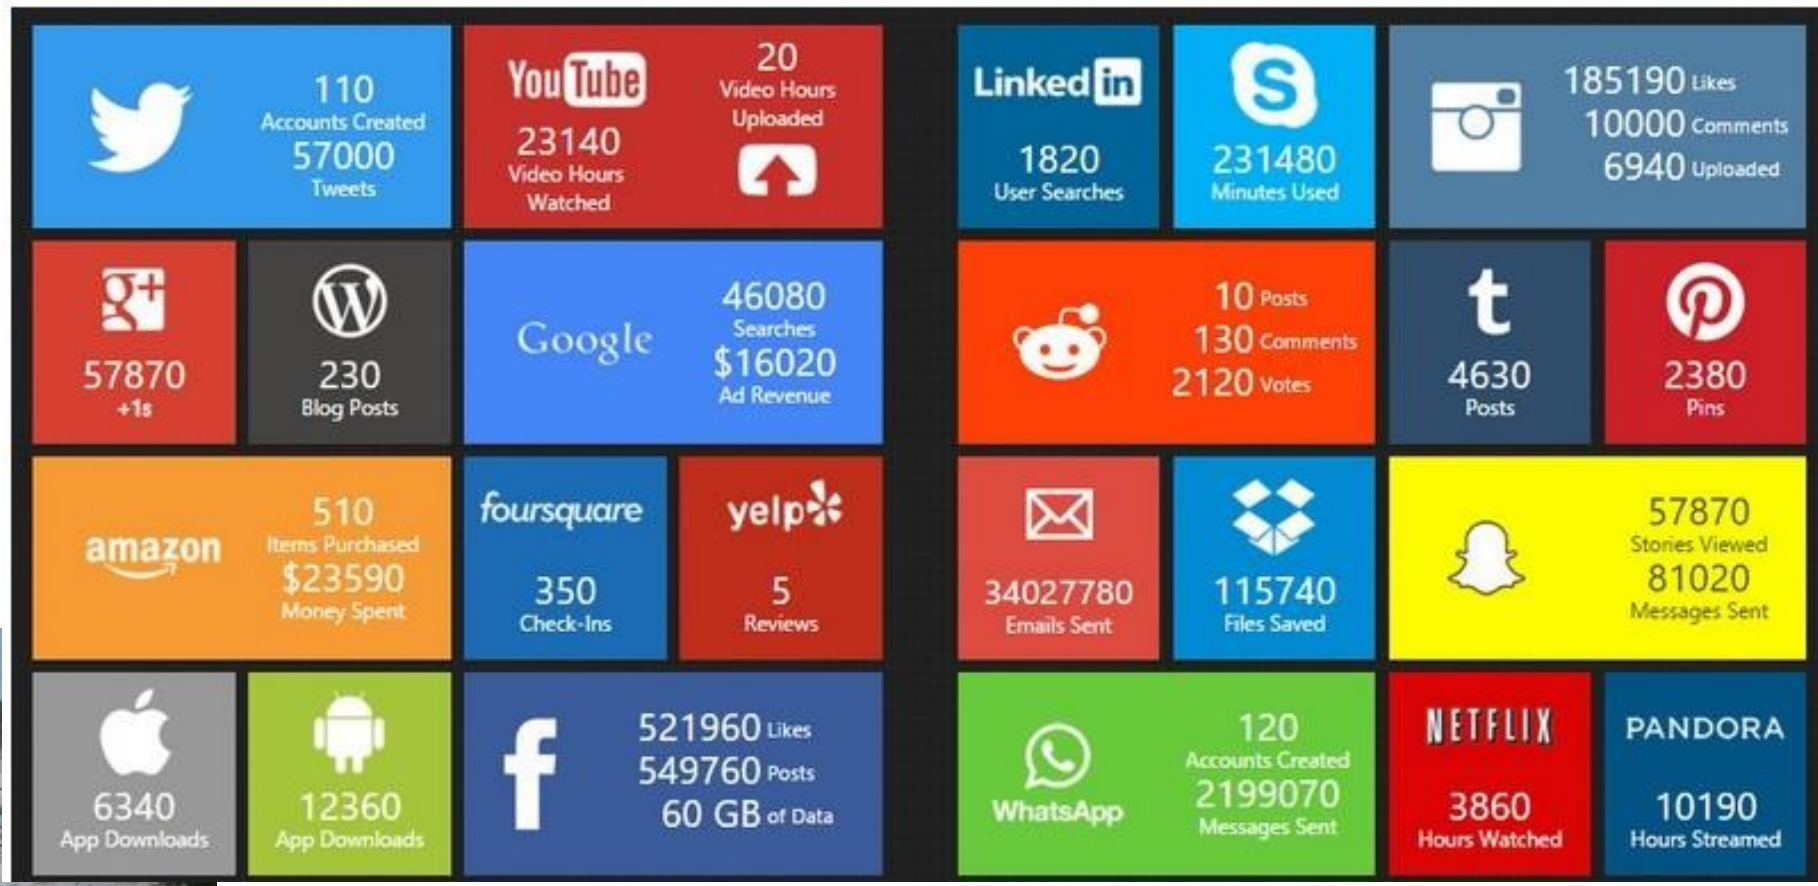 110
Accounts Created
57000
Tweets
YouTube
23140
Video Hours
Watched
20
Video Hours
Uploaded
Linked in
1820
User Searches
S
231480
Minutes Used
185190 Likes
10000 Comments
6940 Uploaded
g+
57870
+1s
W
230
Blog Posts
Google
46080
Searches
$16020
Ad Revenue
10 Posts
130 Comments
2120 Votes
t
4630
Posts
2380
Pins
amazon
510
Items Purchased
$23590
Money Spent
foursquare
350
Check-Ins
yelp
5
Reviews
34027780
Emails Sent
115740
Files Saved
57870
Stories Viewed
81020
Messages Sent
6340
App Downloads
12360
App Downloads
f
521960 Likes
549760 Posts
60 GB of Data
WhatsApp
120
Accounts Created
2199070
Messages Sent
NETFLIX
3860
Hours Watched
PANDORA
10190
Hours Streamed